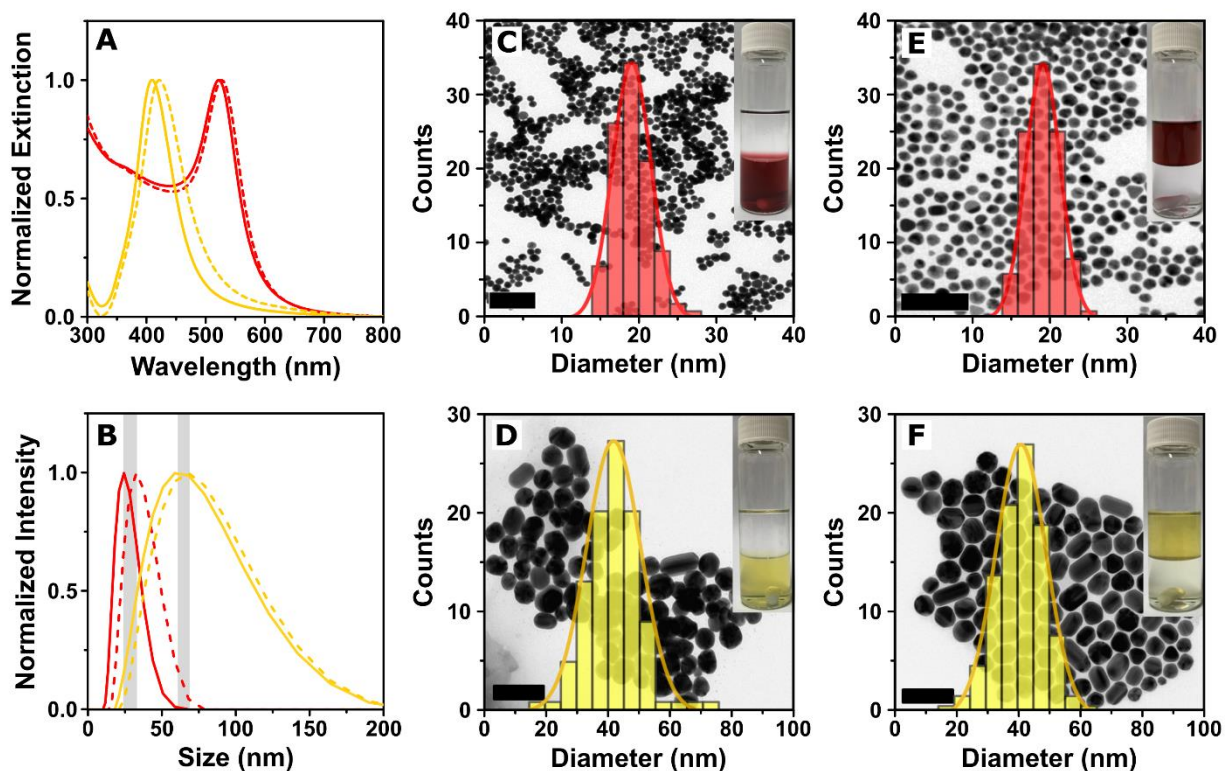 A
Normalized Extinction
1.0
0.5
0.0
300 400 500 600 700 800
Wavelength (nm)
C
Counts
40
30
20
10
0
0 10 20 30 40
Diameter (nm)
E
Counts
40
30
20
10
0
0 10 20 30 40
Diameter (nm)
B
Normalized Intensity
1.0
0.5
0.0
0 50 100 150 200
Size (nm)
D
Counts
30
20
10
0
0 20 40 60 80 100
Diameter (nm)
F
Counts
30
20
10
0
0 20 40 60 80 100
Diameter (nm)